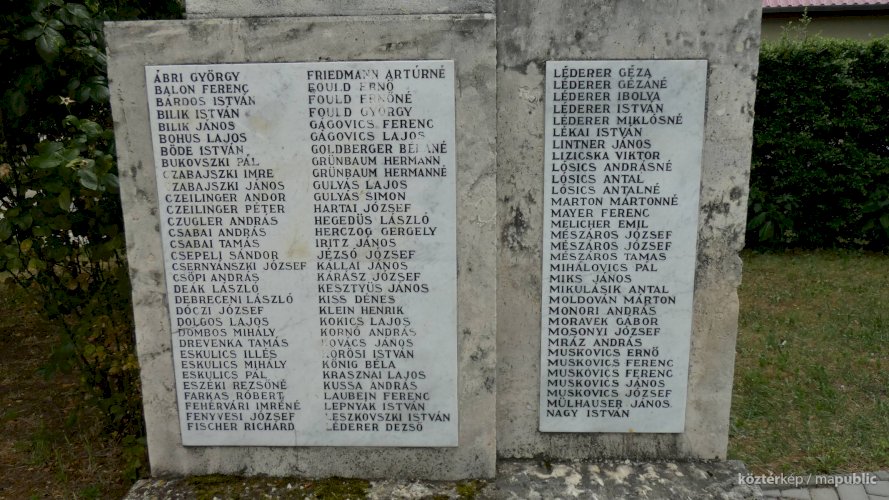 ÁBRI GYÖRGY
BALON FERENC
BARDOS ISTVÁN
BILIK ISTVÁN
BILIK JÁNOS
BOHUS LAJOS
BÖDE ISTVÁN
BUKOVSZKI PÁL
CZABAJSZKI IMRE
CZABAJSZKI JÁNOS
CZEILINGER ANDOR
CZEILINGER PÉTER
CZUGLER ANDRÁS
CSABAI ANDRÁS
CSABAI TAMÁS
CSEPELI SÁNDOR
CSERNYÁNSZKI JÓZSEF
CSŐPI ANDRÁS
DEÁK LÁSZLÓ
DEBRECENI LÁSZLÓ
DÓCZI JÓZSEF
DOLGOS LAJOS
DOMBOS MIHÁLY
DREVENKA TAMÁS
ESKULICS ILLÉS
ESKULICS MIHÁLY
ESKULICS PÁL
ESZÉKI REZSŐNÉ
FARKAS RÓBERT
FEHÉRVÁRI IMRÉNÉ
FENYVESI JÓZSEF
FISCHER RICHÁRD
FRIEDMANN ARTÚRNÉ
FOULD ERNŐ
FOULD ERNŐNÉ
FOULD GYÖRGY
GÁGOVICS FERENC
GÁGOVICS LAJOS
GOLDBERGER BÉLÁNÉ
GRÜNBAUM HERMANN
GRÜNBAUM HERMANNÉ
GULYÁS LAJOS
GULYÁS SIMON
HARTAI JÓZSEF
HEGEDÜS LÁSZLÓ
HERCZOG GERGELY
IRITZ JÁNOS
JÉZSÓ JÓZSEF
KÁLLAI JÁNOS
KARÁSZ JÓZSEF
KESZTYÜS JÁNOS
KISS DÉNES
KLEIN HENRIK
KOKICS LAJOS
KORNÓ ANDRÁS
KOVÁCS JÁNOS
KŐRÖSI ISTVÁN
KÖNIG BÉLA
KRASZNAI LAJOS
KUSSA ANDRÁS
LAUBEJN FERENC
LEPNYAK ISTVÁN
LESZKOVSZKI ISTVÁN
LÉDERER DEZSŐ
LÉDERER GÉZA
LÉDERER GÉZÁNÉ
LÉDERER IBOLYA
LÉDERER ISTVÁN
LÉDERER MIKLÓSNÉ
LÉKAI ISTVÁN
LINTNER JÁNOS
LIZICSKA VIKTOR
LÓSICS ANDRÁSNÉ
LÓSICS ANTAL
LÓSICS ANTALNÉ
MARTON MÁRTONNÉ
MAYER FERENC
MELICHER EMIL
MÉSZÁROS JÓZSEF
MÉSZÁROS JÓZSEF
MÉSZÁROS TAMÁS
MIHÁLOVICS PÁL
MIKS JÁNOS
MIKULÁSIK ANTAL
MOLDOVÁN MÁRTON
MONORI ANDRÁS
MORAVEK GÁBOR
MOSONYI JÓZSEF
MRÁZ ANDRÁS
MUSKOVICS ERNŐ
MUSKOVICS FERENC
MUSKOVICS FERENC
MUSKOVICS JÁNOS
MUSKOVICS JÓZSEF
MÜLHAUSER JÁNOS
NAGY ISTVÁN
köztérkép / mapublic